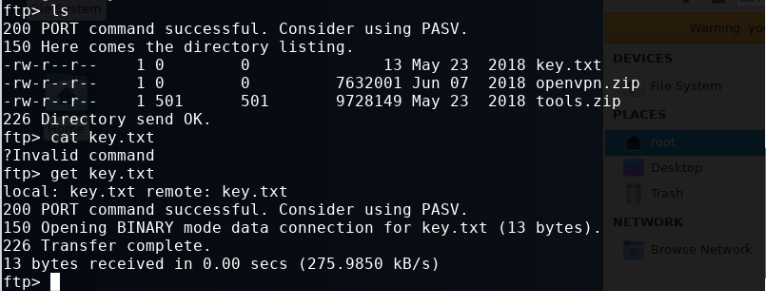 ftp> ls
200 PORT command successful. Consider using PASV.
150 Here comes the directory listing.
-rw-r--r--    1 0        0              13 May 23  2018 key.txt
-rw-r--r--    1 0        0         7632001 Jun 07  2018 openvpn.zip
-rw-r--r--    1 501      501       9728149 May 23  2018 tools.zip
226 Directory send OK.
ftp> cat key.txt
?Invalid command
ftp> get key.txt
local: key.txt remote: key.txt
200 PORT command successful. Consider using PASV.
150 Opening BINARY mode data connection for key.txt (13 bytes).
226 Transfer complete.
13 bytes received in 0.00 secs (275.9850 kB/s)
ftp>
Warning, yo
DEVICES
File System
PLACES
root
Desktop
Trash
NETWORK
Browse Network